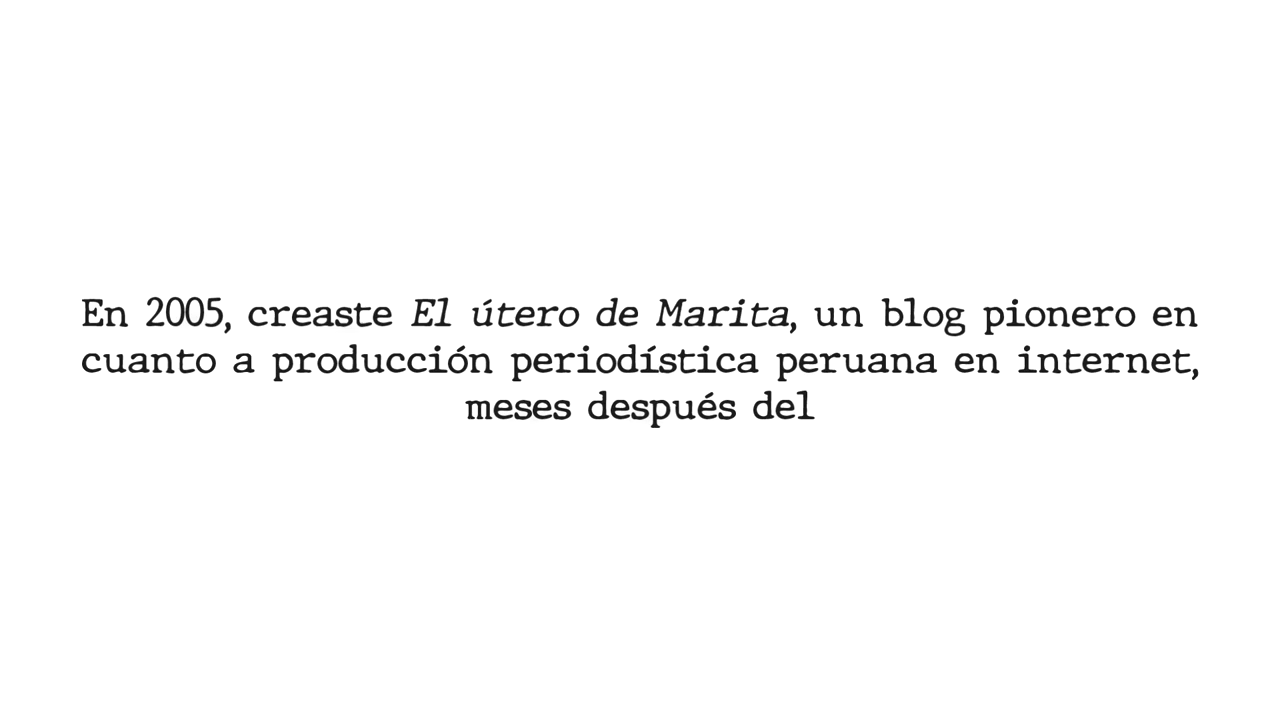 En 2005, creaste El útero de Marita, un blog pionero en
cuanto a producción periodística peruana en internet,
meses después del